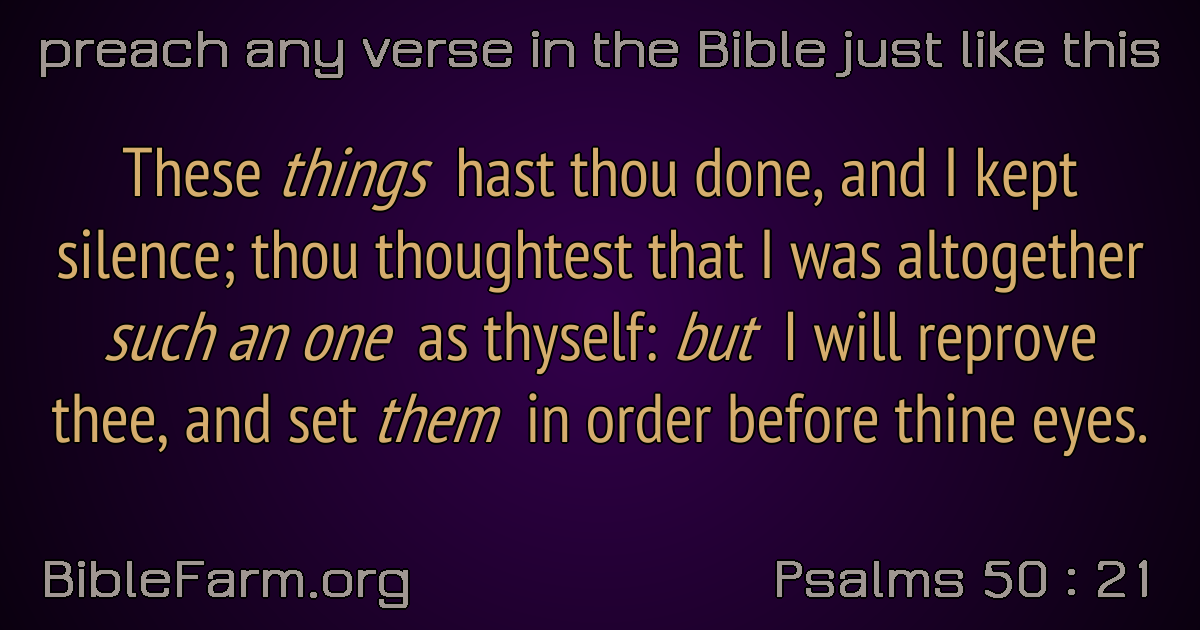 preach any verse in the Bible just like this
These things hast thou done, and I kept
silence; thou thoughtest that I was altogether
such an one as thyself: but I will reprove
thee, and set them in order before thine eyes.
BibleFarm.org
Psalms 50 : 21